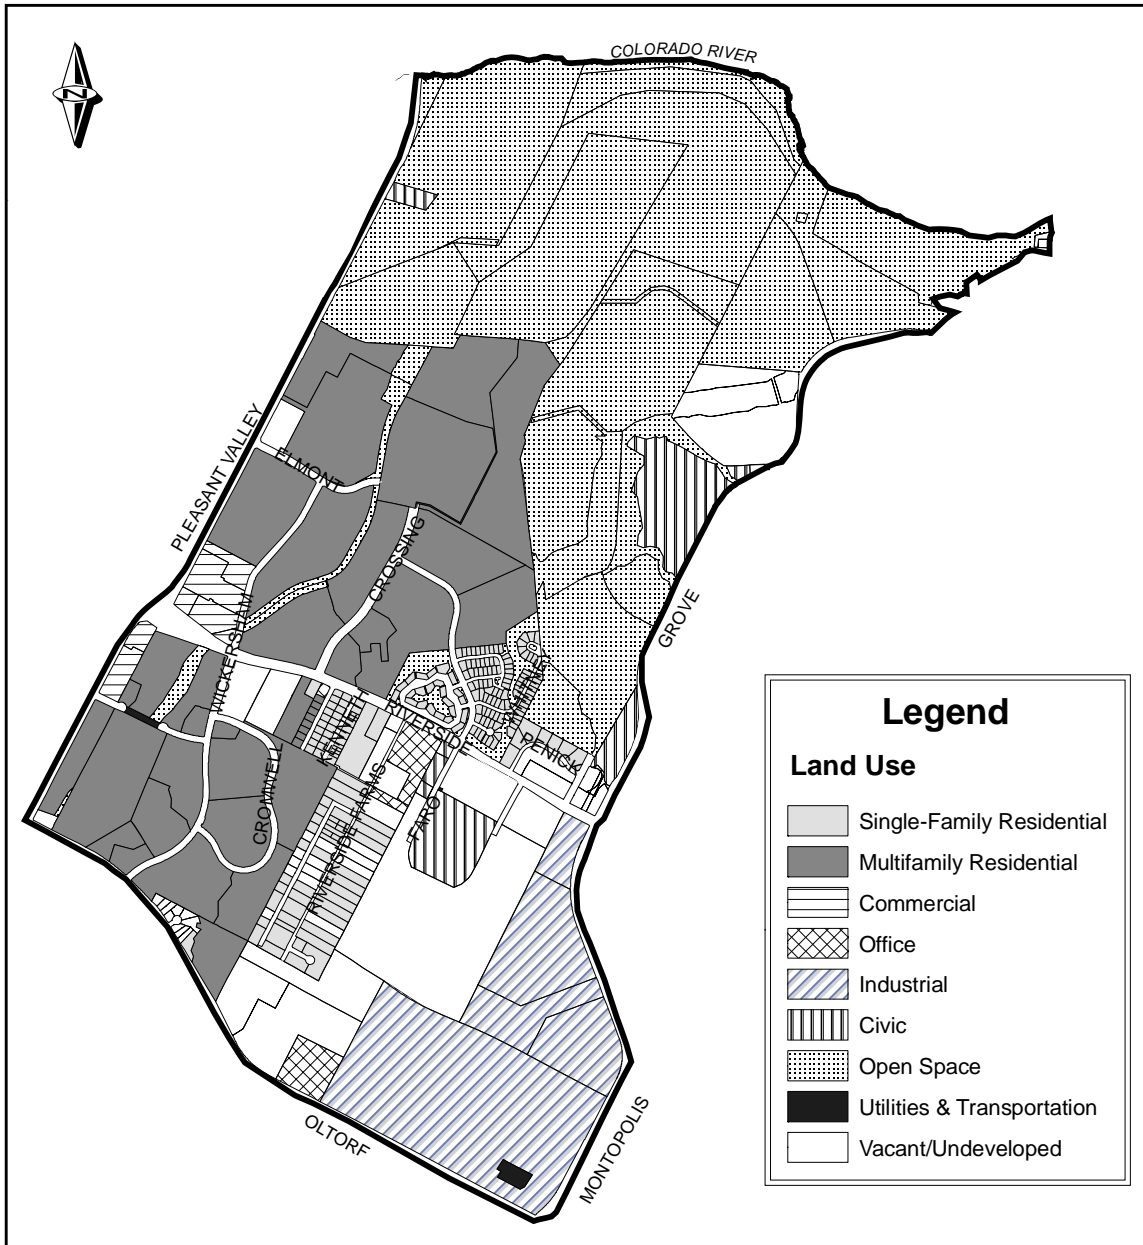 COLORADO RIVER
N
PLEASANT VALLEY
ELMONT
CROSSING
WICKERSHAM
GROVE
KENNETH
RIVERSIDE
PENICK
CROMWELL
RIVERSIDE FARMS
FARO
OLTORF
MONTOPOLIS
Legend
Land Use
Single-Family Residential
Multifamily Residential
Commercial
Office
Industrial
Civic
Open Space
Utilities & Transportation
Vacant/Undeveloped